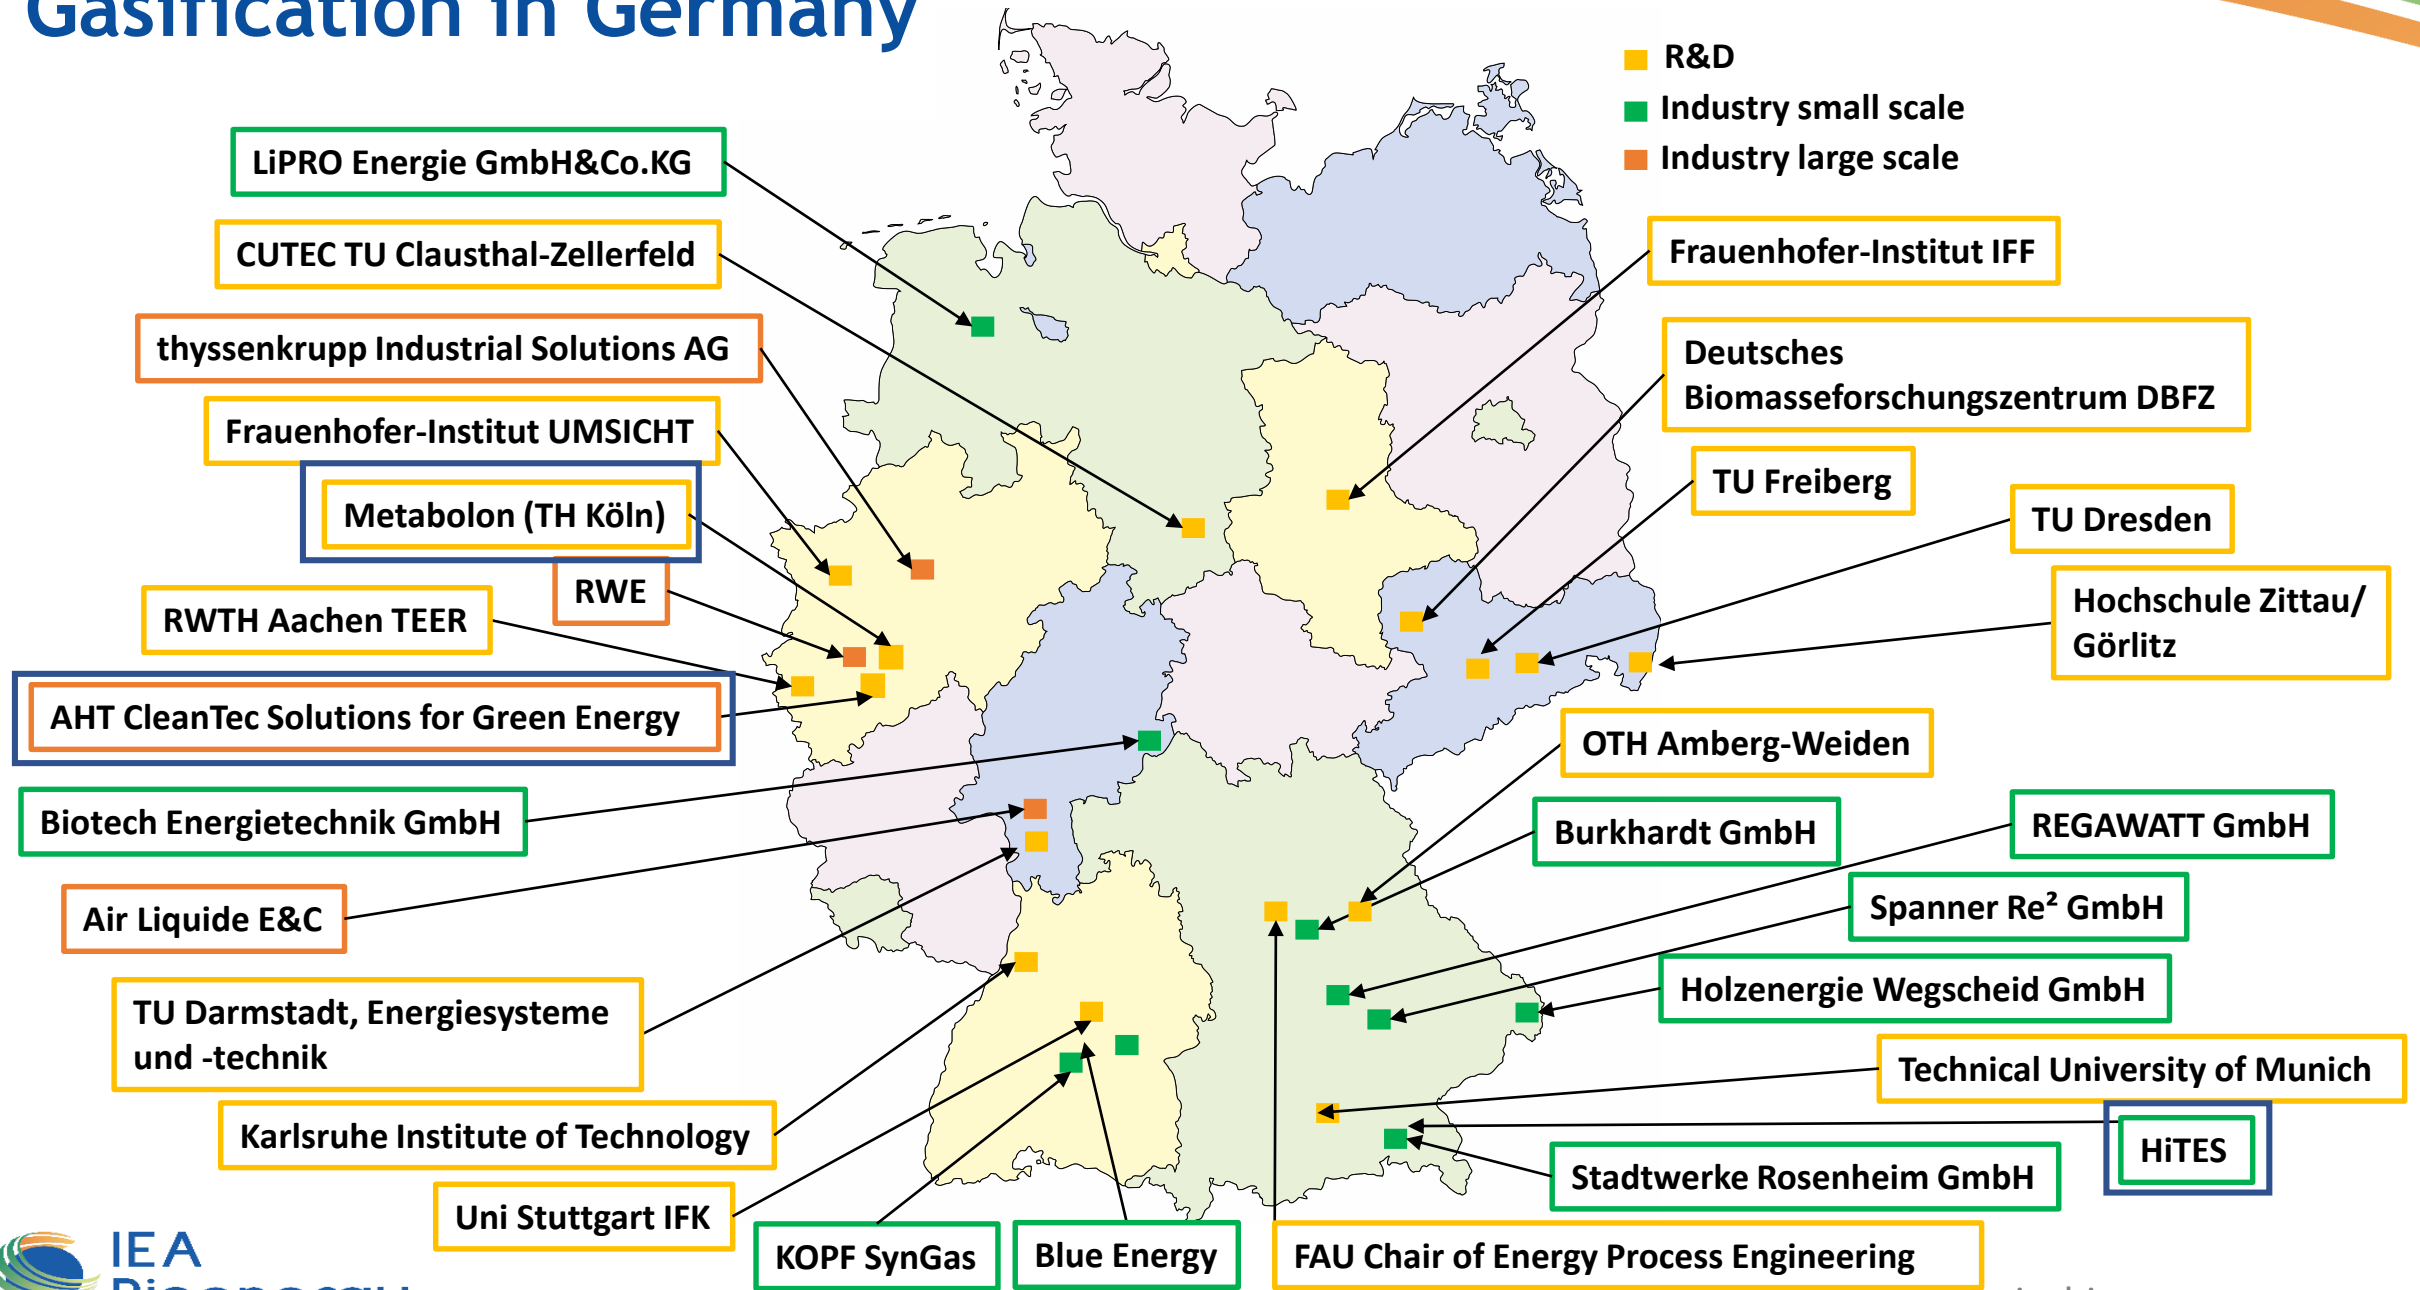 Gasification in Germany
R&D
Industry small scale
Industry large scale
LiPRO Energie GmbH&Co.KG
CUTEC TU Clausthal-Zellerfeld
thyssenkrupp Industrial Solutions AG
Frauenhofer-Institut UMSICHT
Metabolon (TH Köln)
RWE
RWTH Aachen TEER
AHT CleanTec Solutions for Green Energy
Biotech Energietechnik GmbH
Air Liquide E&C
TU Darmstadt, Energiesysteme
und -technik
Karlsruhe Institute of Technology
Uni Stuttgart IFK
KOPF SynGas
Blue Energy
FAU Chair of Energy Process Engineering
Frauenhofer-Institut IFF
Deutsches
Biomasseforschungszentrum DBFZ
TU Freiberg
TU Dresden
Hochschule Zittau/
Görlitz
OTH Amberg-Weiden
Burkhardt GmbH
REGAWATT GmbH
Spanner Re² GmbH
Holzenergie Wegscheid GmbH
Technical University of Munich
HiTES
Stadtwerke Rosenheim GmbH
IEA
Bioenergy